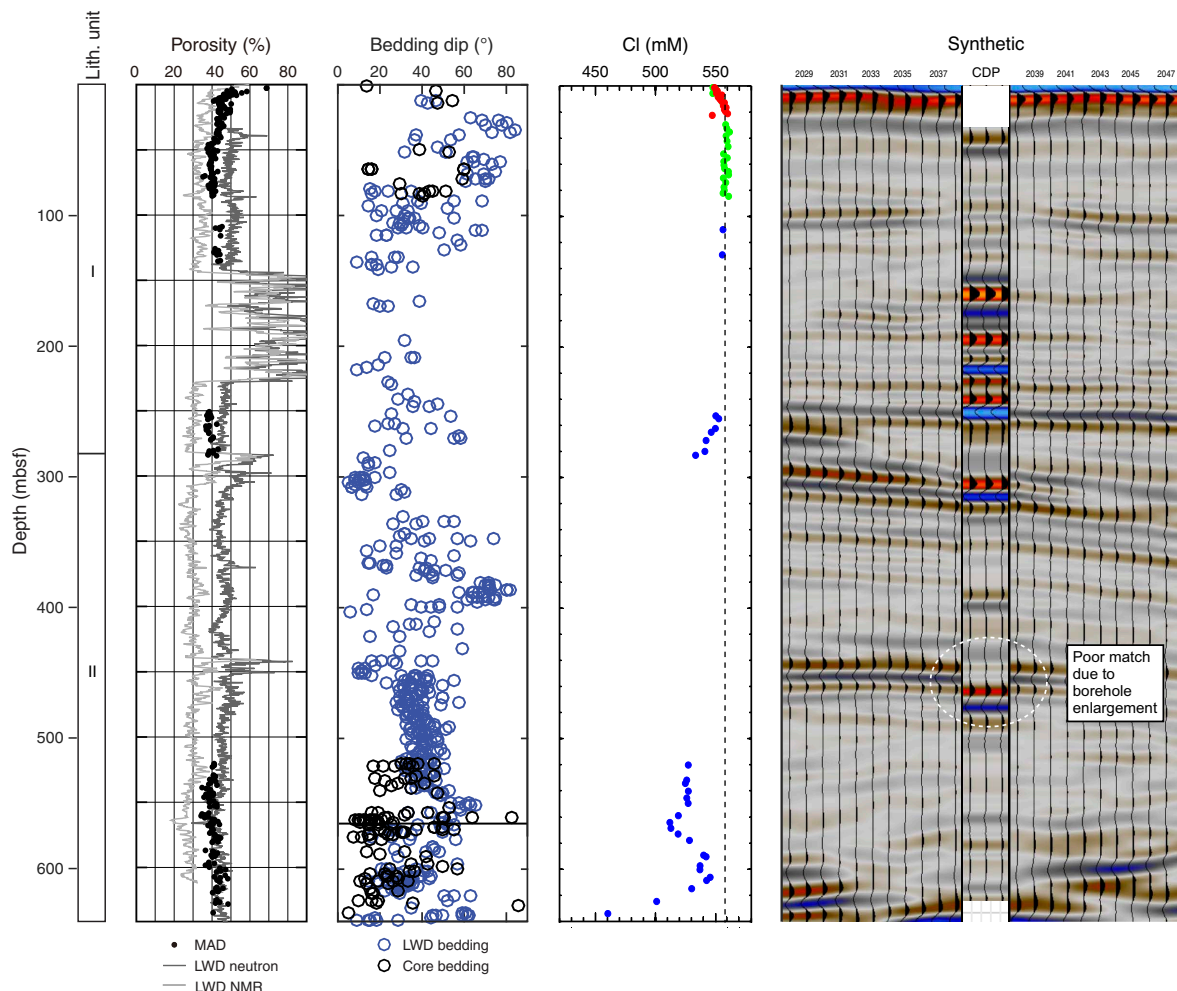 Lith. unit
Porosity (%)
20 40 60 80
Bedding dip (°)
0 20 40 60 80
Cl (mM)
450 500 550
Synthetic
2029 2031 2033 2035 2037 CDP 2039 2041 2043 2045 2047
Depth (mbsf)
100
200
300
400
500
600
I
II
Poor match
due to
borehole
enlargement
MAD
LWD neutron
LWD NMR
LWD bedding
Core bedding